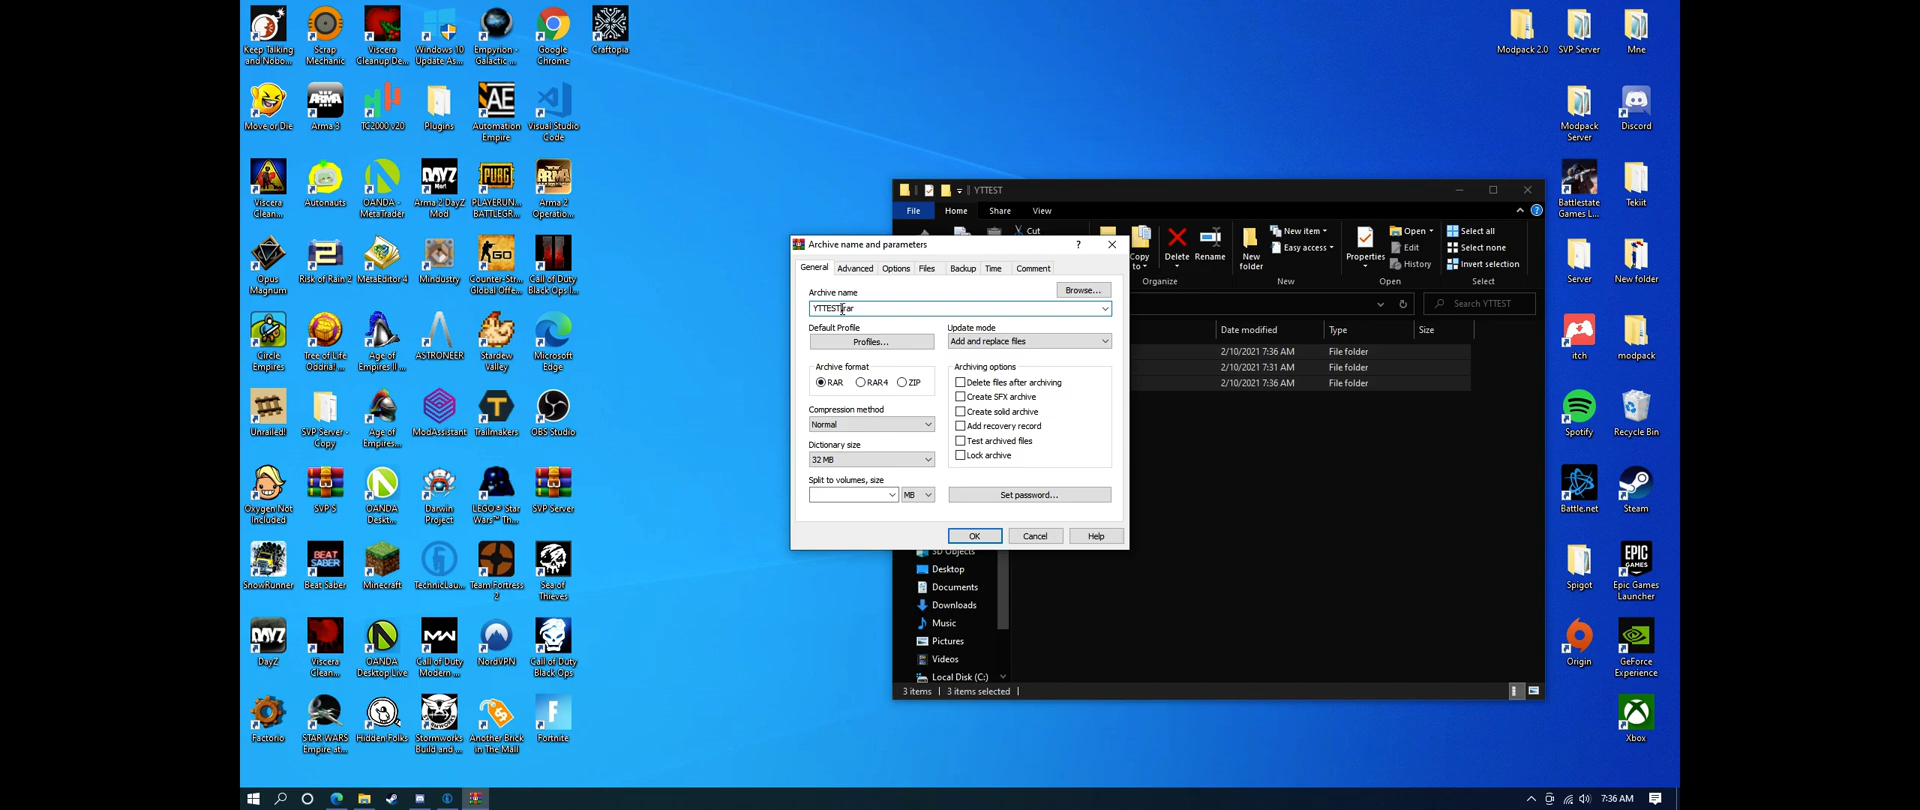 Keep Talking
and Nobo...
Scrap
Mechanic
Viscera
Cleanup De...
Windows 10
Update As...
Empyrion -
Galactic ...
Google
Chrome
Craftopia
Modpack 2.0
SVP Server
Mne
Move or Die
Arma 3
TC2000 v20
Plugins
Automation
Empire
Visual Studio
Code
Modpack
Server
Discord
Viscera
Clean...
Autonauts
OANDA -
MetaTrader
Arma 2 DayZ
Mod
PLAYERUN...
BATTLEGR...
Arma 2
Operatio...
Battlestate
Games L...
Tekiit
Opus
Magnum
Risk of Rain 2
MetaEditor 4
Mindustry
Counter-Str...
Global Offe...
Call of Duty
Black Ops I...
Server
New folder
Circle
Empires
Tree of Life
Oddria! ...
Age of
Empires II ...
ASTRONEER
Stardew
Valley
Microsoft
Edge
itch
modpack
Unrailed!
SVP Server -
Copy
Age of
Empires...
ModAssistant
Trailmakers
OBS Studio
Spotify
Recycle Bin
Oxygen Not
Included
SVP S
OANDA
Deskt...
Darwin
Project
LEGO® Star
Wars™ Th...
SVP Server
Battle.net
Steam
SnowRunner
BEAT
SABER
Beat Saber
Minecraft
TechnicLau...
Team Fortress
2
Sea of
Thieves
Spigot
EPIC
GAMES
Epic Games
Launcher
DayZ
Viscera
Clean...
OANDA
Desktop Live
Call of Duty
Modern ...
NordVPN
Call of Duty
Black Ops
Origin
GeForce
Experience
Factorio
STAR WARS
Empire at...
Hidden Folks
Stormworks
Build and ...
Another Brick
in The Mall
Fortnite
Xbox
YTTEST
File
Home
Share
View
Cut
Copy
to
Delete
Rename
New
folder
New item
Easy access
Properties
Open
Edit
History
Select all
Select none
Invert selection
Organize
New
Open
Select
Search YTTEST
Date modified
Type
Size
2/10/2021 7:36 AM
File folder
2/10/2021 7:31 AM
File folder
2/10/2021 7:36 AM
File folder
3D Objects
Desktop
Documents
Downloads
Music
Pictures
Videos
Local Disk (C:)
3 items
3 items selected
Archive name and parameters
General
Advanced
Options
Files
Backup
Time
Comment
Archive name
Browse...
YTTEST.rar
Default Profile
Profiles...
Update mode
Add and replace files
Archive format
RAR
RAR4
ZIP
Archiving options
Delete files after archiving
Create SFX archive
Create solid archive
Add recovery record
Test archived files
Lock archive
Compression method
Normal
Dictionary size
32 MB
Split to volumes, size
MB
Set password...
OK
Cancel
Help
7:36 AM